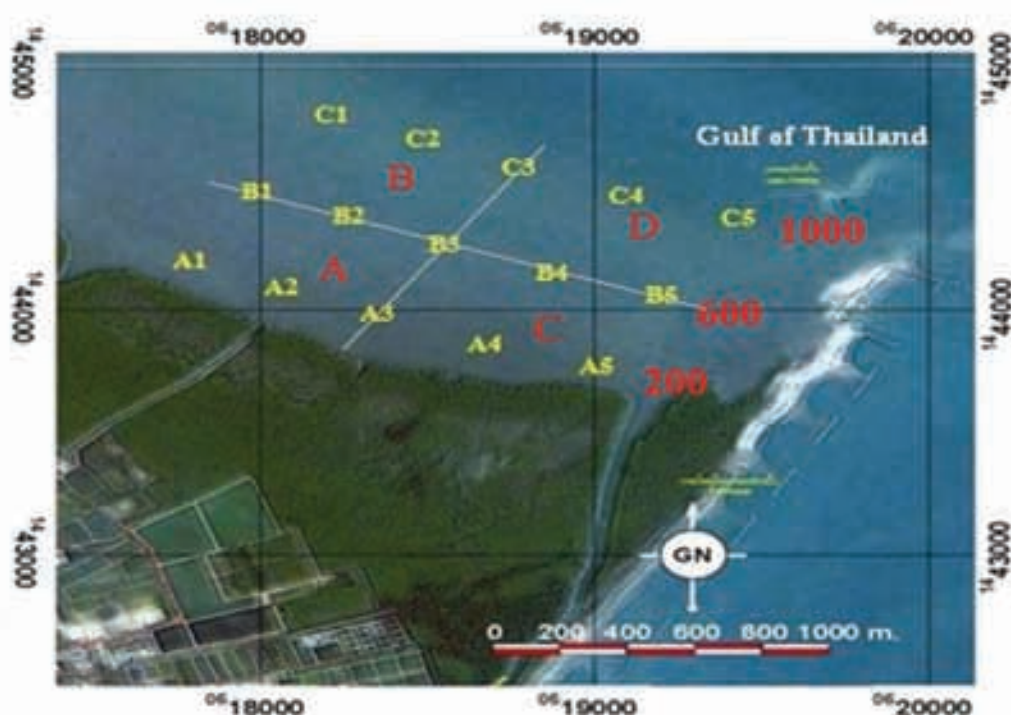 0618000 0619000 0620000
1445000 1445000
C1
C2
Gulf of Thailand
C3
B
B1
C4
B2
C5
D
1000
B3
A1
A
B4
A2
B5
1444000 A3 600 1444000
C
A4
A5
200
GN
1443000 1443000
0 200 400 600 800 1000 m.
0618000 0619000 0620000